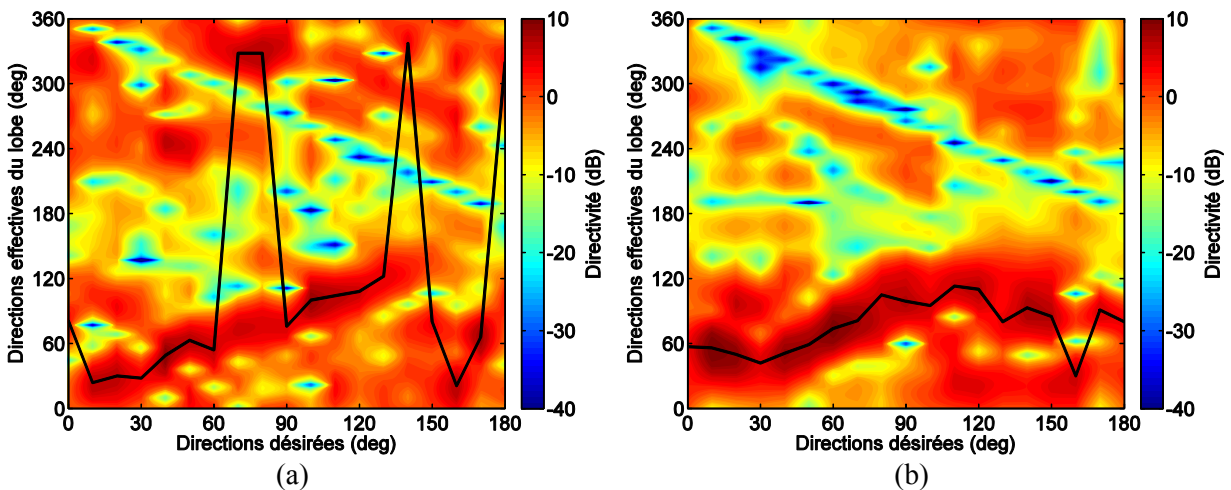 Directions effectives du lobe (deg)
360
300
240
180
120
60
0
0 30 60 90 120 150 180
Directions désirées (deg)
10
0
-10
-20
-30
-40
Directivité (dB)
(a)
Directions effectives du lobe (deg)
360
300
240
180
120
60
0
0 30 60 90 120 150 180
Directions désirées (deg)
10
0
-10
-20
-30
-40
Directivité (dB)
(b)